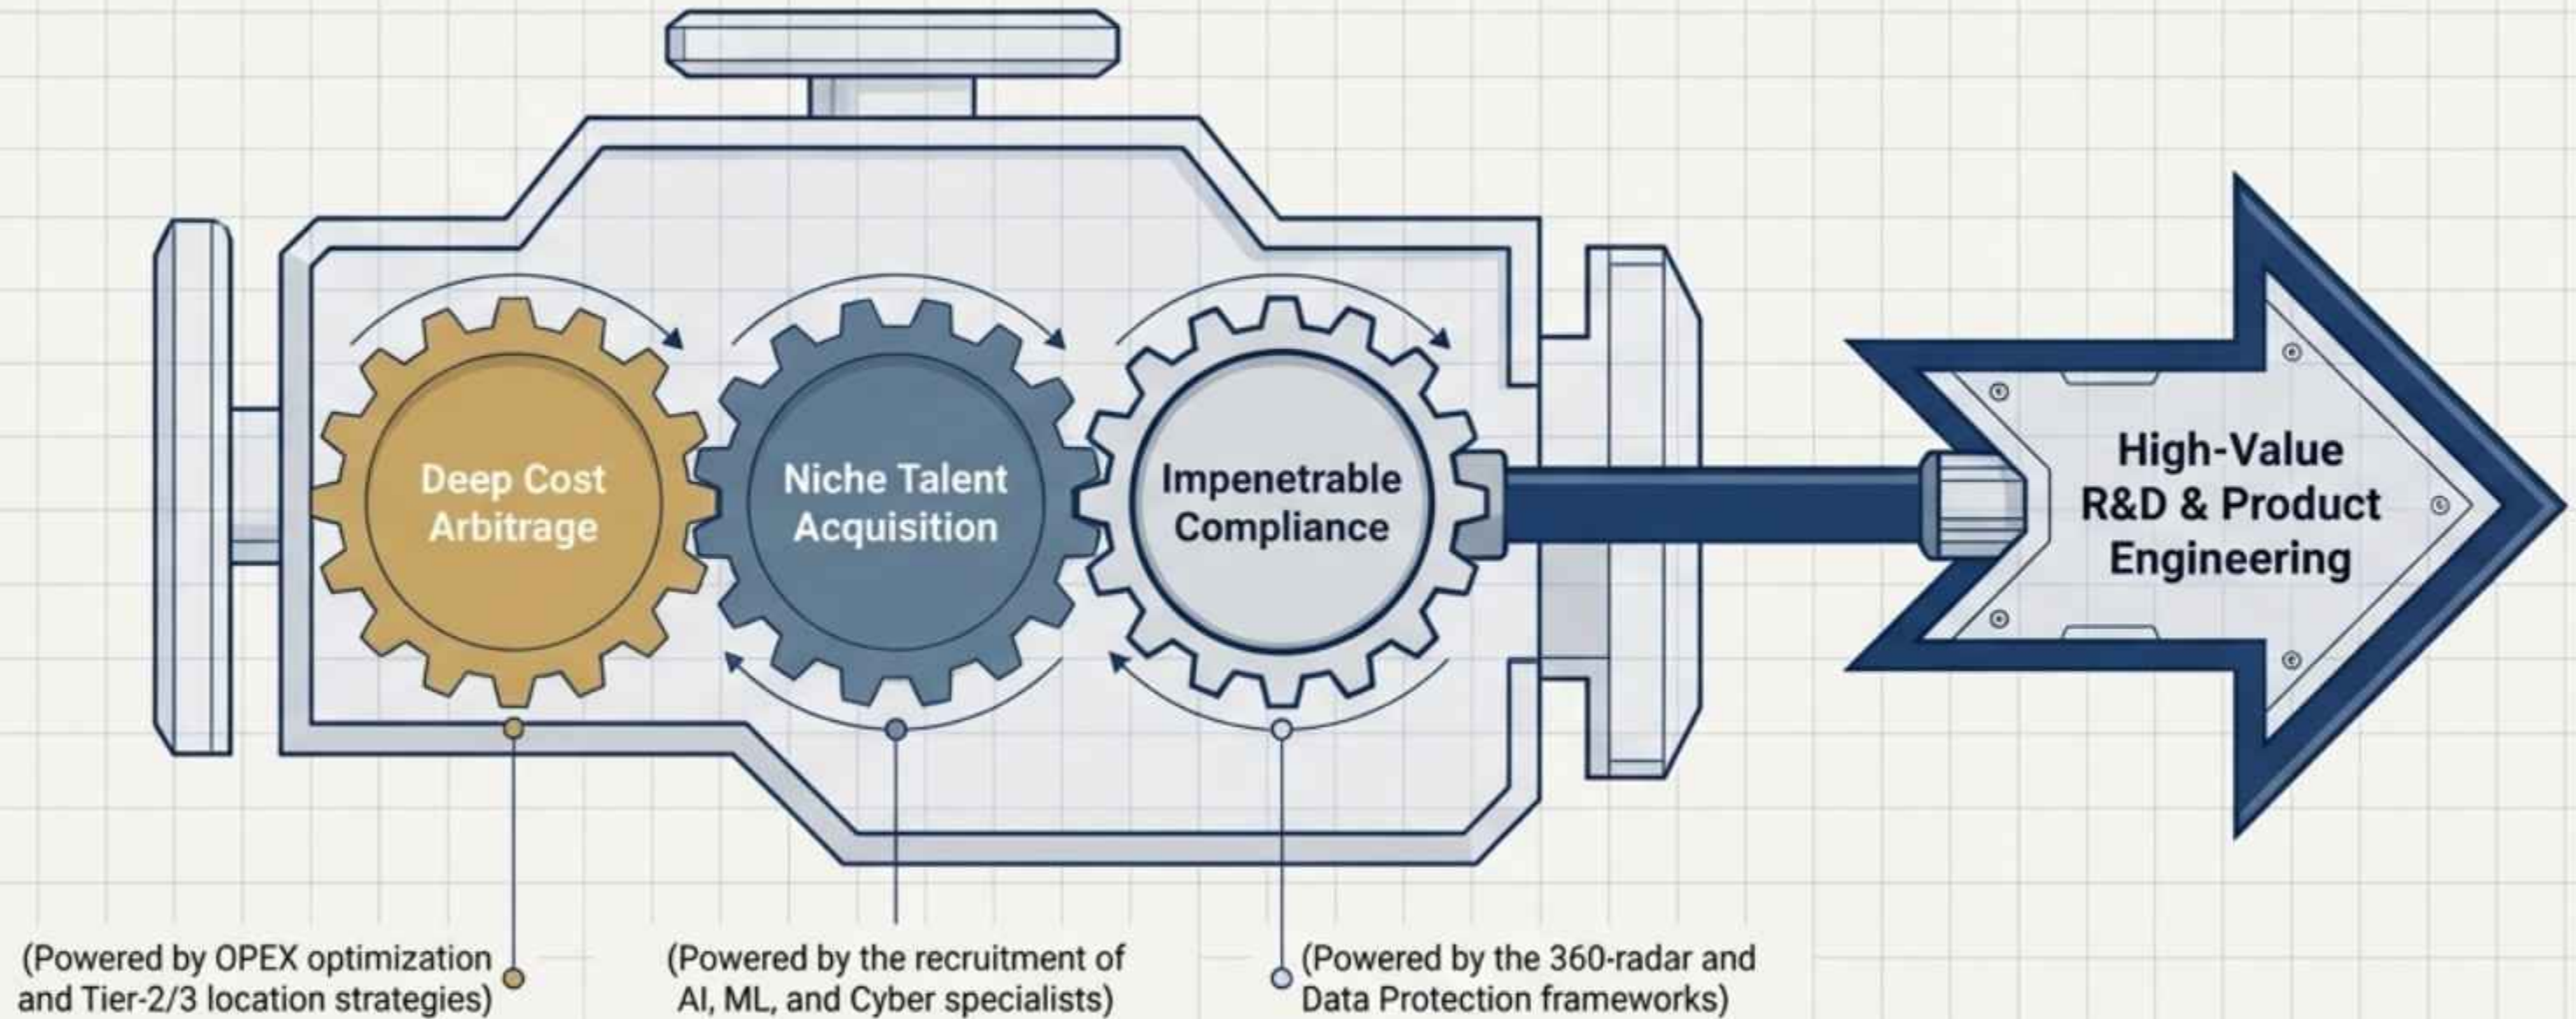 Deep Cost
Arbitrage
Niche Talent
Acquisition
Impenetrable
Compliance
High-Value
R&D & Product
Engineering
(Powered by OPEX optimization
and Tier-2/3 location strategies)
(Powered by the recruitment of
AI, ML, and Cyber specialists)
(Powered by the 360-radar and
Data Protection frameworks)